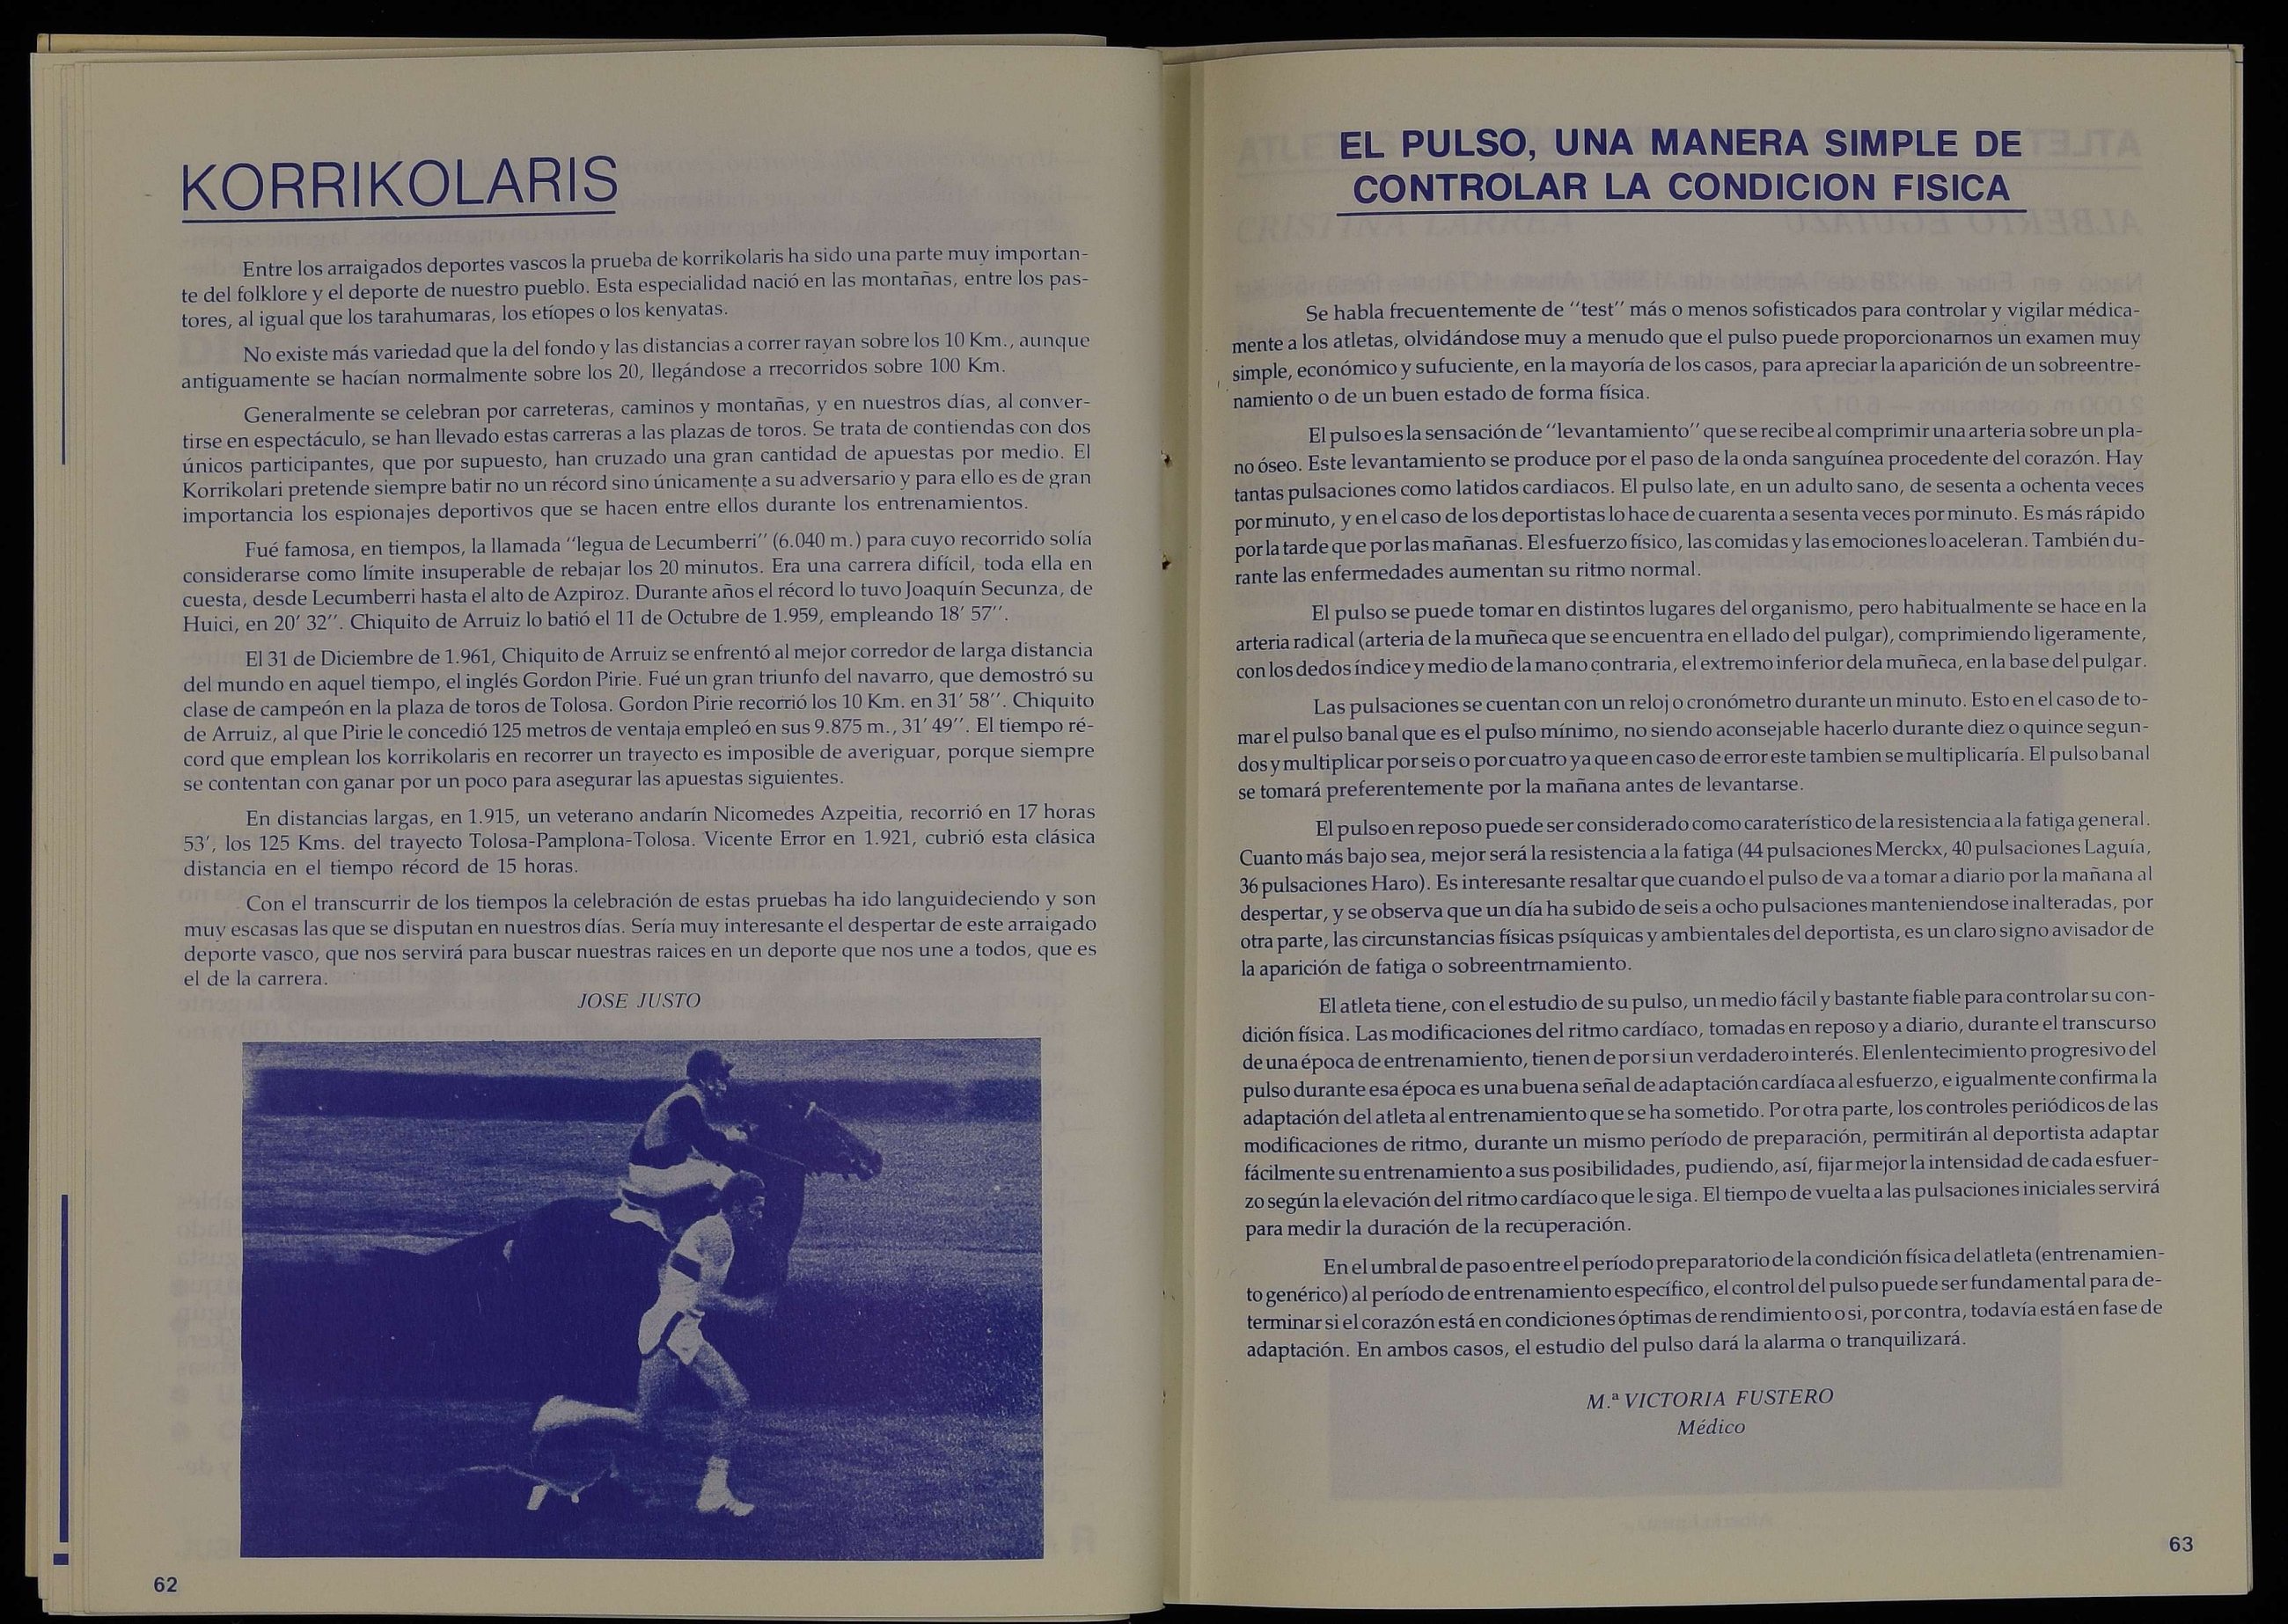 KORRIKOLARIS
Entre los arraigados deportes vascos la prueba de korrikolaris ha sido una parte muy importan-
te del folklore y el deporte de nuestro pueblo. Esta especialidad nació en las montañas, entre los pas-
tores, al igual que los tarahumaras, los etíopes o los kenyatas.
No existe más variedad que la del fondo y las distancias a correr rayan sobre los 10 Km., aunque
antiguamente se hacían normalmente sobre los 20, llegándose a rrecorridos sobre 100 Km.
Generalmente se celebran por carreteras, caminos y montañas, y en nuestros días, al conver-
tirse en espectáculo, se han llevado estas carreras a las plazas de toros. Se trata de contiendas con dos
únicos participantes, que por supuesto, han cruzado una gran cantidad de apuestas por medio. El
Korrikolari pretende siempre batir no un récord sino únicamente a su adversario y para ello es de gran
importancia los espionajes deportivos que se hacen entre ellos durante los entrenamientos.
Fué famosa, en tiempos, la llamada "legua de Lecumberri" (6.040 m.) para cuyo recorrido solía
considerarse como límite insuperable de rebajar los 20 minutos. Era una carrera difícil, toda ella en
cuesta, desde Lecumberri hasta el alto de Azpiroz. Durante años el récord lo tuvo Joaquín Secunza, de
Huici, en 20' 32". Chiquito de Arruiz lo batió el 11 de Octubre de 1.959, empleando 18' 57".
El 31 de Diciembre de 1.961, Chiquito de Arruiz se enfrentó al mejor corredor de larga distancia
del mundo en aquel tiempo, el inglés Gordon Pirie. Fué un gran triunfo del navarro, que demostró su
clase de campeón en la plaza de toros de Tolosa. Gordon Pirie recorrió los 10 Km. en 31' 58". Chiquito
de Arruiz, al que Pirie le concedió 125 metros de ventaja empleó en sus 9.875 m., 31' 49". El tiempo ré-
cord que emplean los korrikolaris en recorrer un trayecto es imposible de averiguar, porque siempre
se contentan con ganar por un poco para asegurar las apuestas siguientes.
En distancias largas, en 1.915, un veterano andarín Nicomedes Azpeitia, recorrió en 17 horas
53', los 125 Kms. del trayecto Tolosa-Pamplona-Tolosa. Vicente Error en 1.921, cubrió esta clásica
distancia en el tiempo récord de 15 horas.
Con el transcurrir de los tiempos la celebración de estas pruebas ha ido languideciendo y son
muy escasas las que se disputan en nuestros días. Sería muy interesante el despertar de este arraigado
deporte vasco, que nos servirá para buscar nuestras raices en un deporte que nos une a todos, que es
el de la carrera.
JOSE JUSTO
62
EL PULSO, UNA MANERA SIMPLE DE
CONTROLAR LA CONDICION FISICA
Se habla frecuentemente de "test" más o menos sofisticados para controlar y vigilar médica-
mente a los atletas, olvidándose muy a menudo que el pulso puede proporcionarnos un examen muy
simple, económico y sufuciente, en la mayoría de los casos, para apreciar la aparición de un sobreentre-
namiento o de un buen estado de forma física.
El pulso es la sensación de "levantamiento" que se recibe al comprimir una arteria sobre un pla-
no óseo. Este levantamiento se produce por el paso de la onda sanguínea procedente del corazón. Hay
tantas pulsaciones como latidos cardiacos. El pulso late, en un adulto sano, de sesenta a ochenta veces
por minuto, y en el caso de los deportistas lo hace de cuarenta a sesenta veces por minuto. Es más rápido
por la tarde que por las mañanas. El esfuerzo físico, las comidas y las emociones lo aceleran. También du-
rante las enfermedades aumentan su ritmo normal.
El pulso se puede tomar en distintos lugares del organismo, pero habitualmente se hace en la
arteria radical (arteria de la muñeca que se encuentra en el lado del pulgar), comprimiendo ligeramente,
con los dedos índice y medio de la mano contraria, el extremo inferior dela muñeca, en la base del pulgar.
Las pulsaciones se cuentan con un reloj o cronómetro durante un minuto. Esto en el caso de to-
mar el pulso banal que es el pulso mínimo, no siendo aconsejable hacerlo durante diez o quince segun-
dos y multiplicar por seis o por cuatro ya que en caso de error este tambien se multiplicaría. El pulso banal
se tomará preferentemente por la mañana antes de levantarse.
El pulso en reposo puede ser considerado como caraterístico de la resistencia a la fatiga general.
Cuanto más bajo sea, mejor será la resistencia a la fatiga (44 pulsaciones Merckx, 40 pulsaciones Laguía,
36 pulsaciones Haro). Es interesante resaltar que cuando el pulso de va a tomar a diario por la mañana al
despertar, y se observa que un día ha subido de seis a ocho pulsaciones manteniendose inalteradas, por
otra parte, las circunstancias físicas psíquicas y ambientales del deportista, es un claro signo avisador de
la aparición de fatiga o sobreentrnamiento.
El atleta tiene, con el estudio de su pulso, un medio fácil y bastante fiable para controlar su con-
dición física. Las modificaciones del ritmo cardíaco, tomadas en reposo y a diario, durante el transcurso
de una época de entrenamiento, tienen de por si un verdadero interés. El enlentecimiento progresivo del
pulso durante esa época es una buena señal de adaptación cardíaca al esfuerzo, e igualmente confirma la
adaptación del atleta al entrenamiento que se ha sometido. Por otra parte, los controles periódicos de las
modificaciones de ritmo, durante un mismo período de preparación, permitirán al deportista adaptar
fácilmente su entrenamiento a sus posibilidades, pudiendo, así, fijar mejor la intensidad de cada esfuer-
zo según la elevación del ritmo cardíaco que le siga. El tiempo de vuelta a las pulsaciones iniciales servirá
para medir la duración de la recuperación.
En el umbral de paso entre el período preparatorio de la condición física del atleta (entrenamien-
to genérico) al período de entrenamiento específico, el control del pulso puede ser fundamental para de-
terminar si el corazón está en condiciones óptimas de rendimiento o si, por contra, todavía está en fase de
adaptación. En ambos casos, el estudio del pulso dará la alarma o tranquilizará.
M.ª VICTORIA FUSTERO
Médico
63